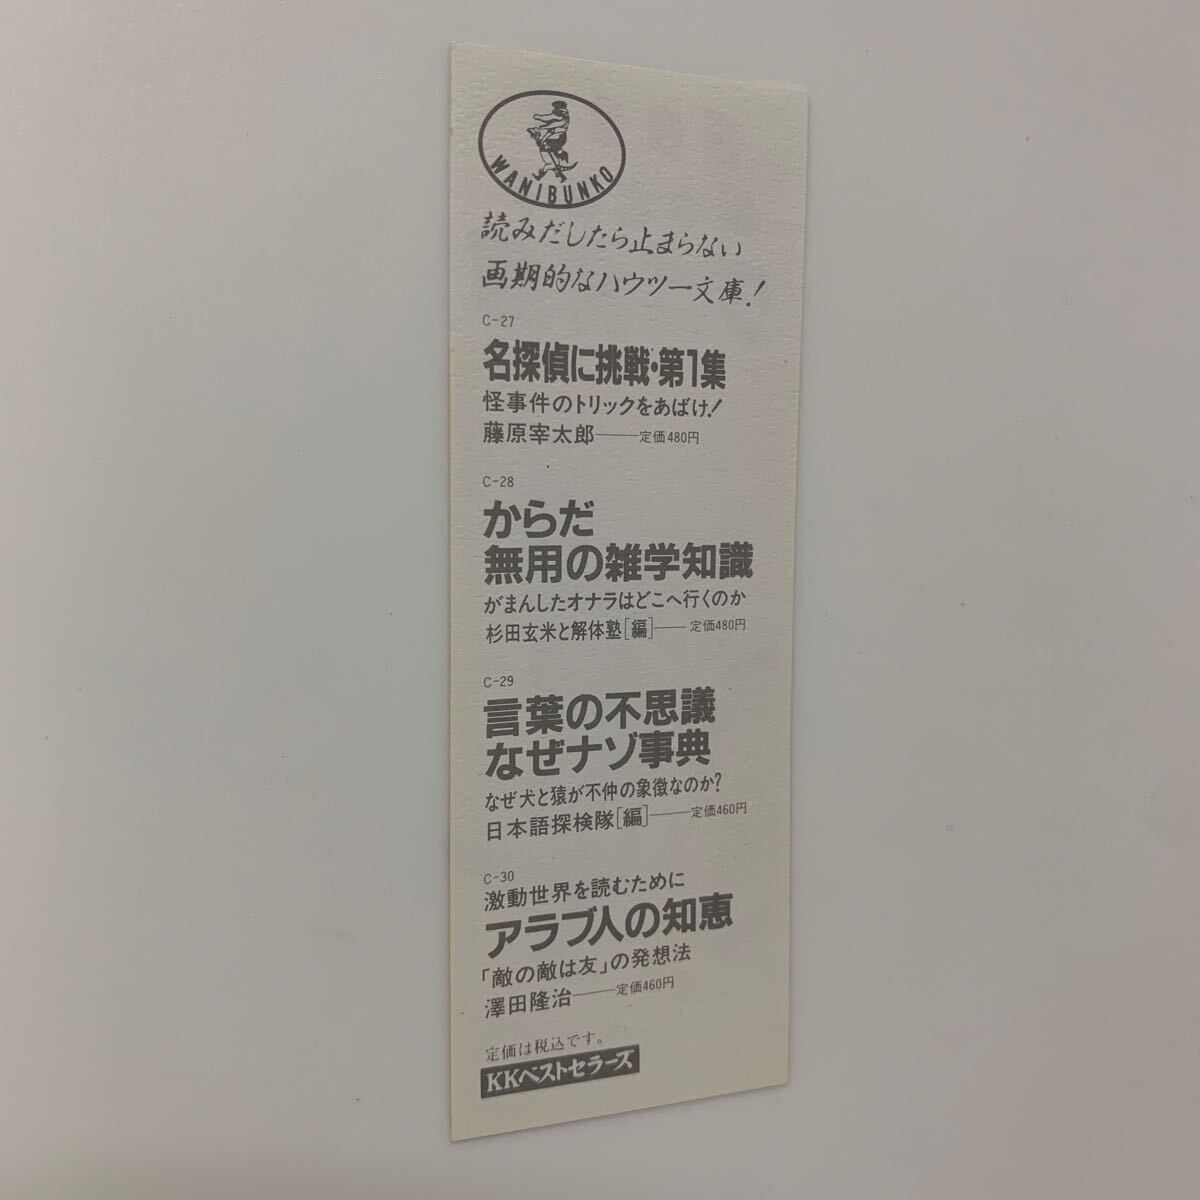 WANIBUNKO
読みだしたら止まらない
画期的なハウツー文庫!
C-27
名探偵に挑戦・第1集
怪事件のトリックをあばけ!
藤原宰太郎——定価480円
C-28
からだ
無用の雑学知識
がまんしたオナラはどこへ行くのか
杉田玄米と解体塾[編]——定価480円
C-29
言葉の不思議
なぜナゾ事典
なぜ犬と猿が不仲の象徴なのか?
日本語探検隊[編]——定価460円
C-30
激動世界を読むために
アラブ人の知恵
「敵の敵は友」の発想法
澤田隆治——定価460円
定価は税込です。
KKベストセラーズ